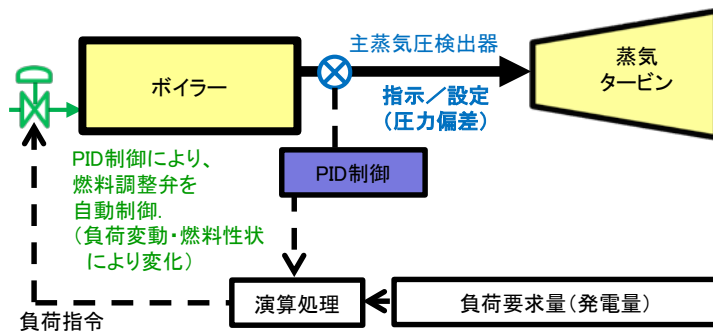 主蒸気圧検出器
蒸気
タービン
ボイラー
指示／設定
（圧力偏差）
PID制御により、
燃料調整弁を
自動制御.
（負荷変動・燃料性状
により変化）
PID制御
演算処理
負荷要求量（発電量）
負荷指令